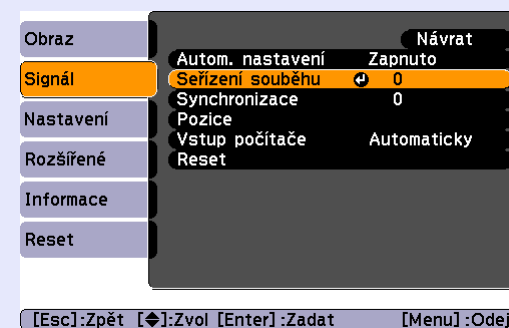 Obraz
Signál
Nastavení
Rozšířené
Informace
Reset
Návrat
Autom. nastavení Zapnuto
Seřízení souběhu 0
Synchronizace 0
Pozice
Vstup počítače Automaticky
Reset
[Esc]:Zpět [◆]:Zvol [Enter]:Zadat [Menu]:Odej